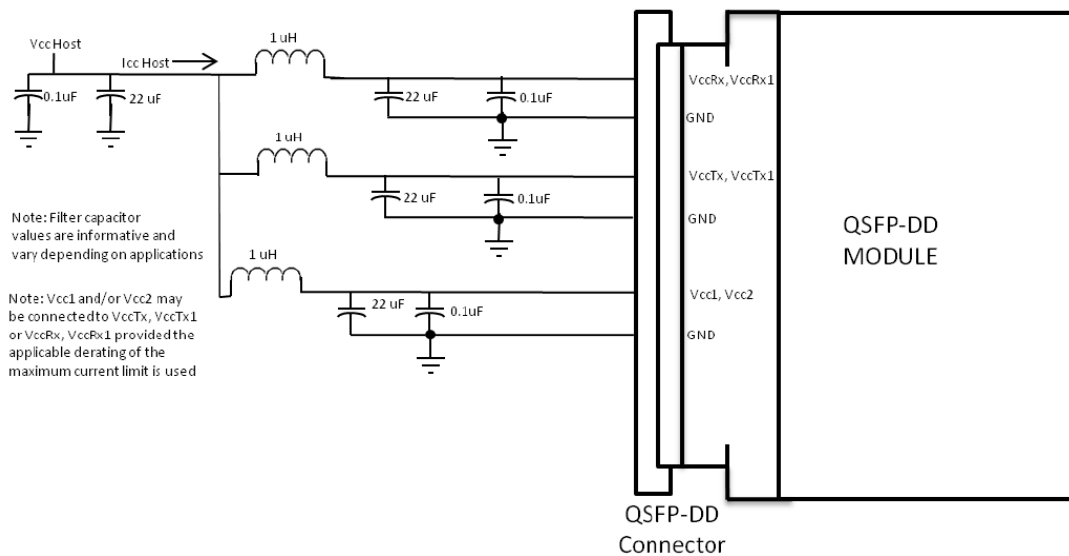 1 uH
Vcc Host
Icc Host
0.1uF
22 uF
22 uF
0.1uF
VccRx, VccRx1
GND
1 uH
22 uF
0.1uF
VccTx, VccTx1
GND
Note: Filter capacitor
values are informative and
vary depending on applications
1 uH
22 uF
0.1uF
Vcc1, Vcc2
GND
Note: Vcc1 and/or Vcc2 may
be connected to VccTx, VccTx1
or VccRx, VccRx1 provided the
applicable derating of the
maximum current limit is used
QSFP-DD
MODULE
QSFP-DD
Connector